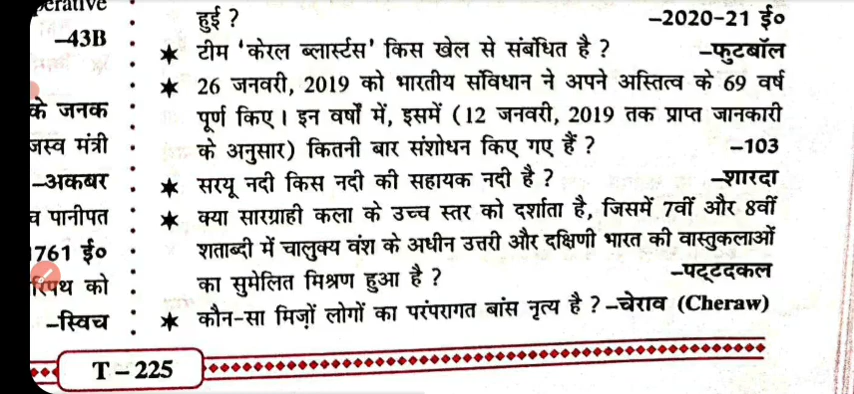 perative
–43B
के जनक
जस्व मंत्री
–अकबर
व पानीपत
1761 ई०
पथ को
–स्विच
हुई ? –2020-21 ई०
★ टीम ‘केरल ब्लास्टर्स’ किस खेल से संबंधित है ? –फुटबॉल
★ 26 जनवरी, 2019 को भारतीय संविधान ने अपने अस्तित्व के 69 वर्ष
पूर्ण किए। इन वर्षों में, इसमें (12 जनवरी, 2019 तक प्राप्त जानकारी
के अनुसार) कितनी बार संशोधन किए गए हैं ? –103
★ सरयू नदी किस नदी की सहायक नदी है ? –शारदा
★ क्या सारग्राही कला के उच्च स्तर को दर्शाता है, जिसमें 7वीं और 8वीं
शताब्दी में चालुक्य वंश के अधीन उत्तरी और दक्षिणी भारत की वास्तुकलाओं
का सुमेलित मिश्रण हुआ है ? –पट्टदकल
★ कौन-सा मिज़ों लोगों का परंपरागत बांस नृत्य है ? –चेराव (Cheraw)
T – 225